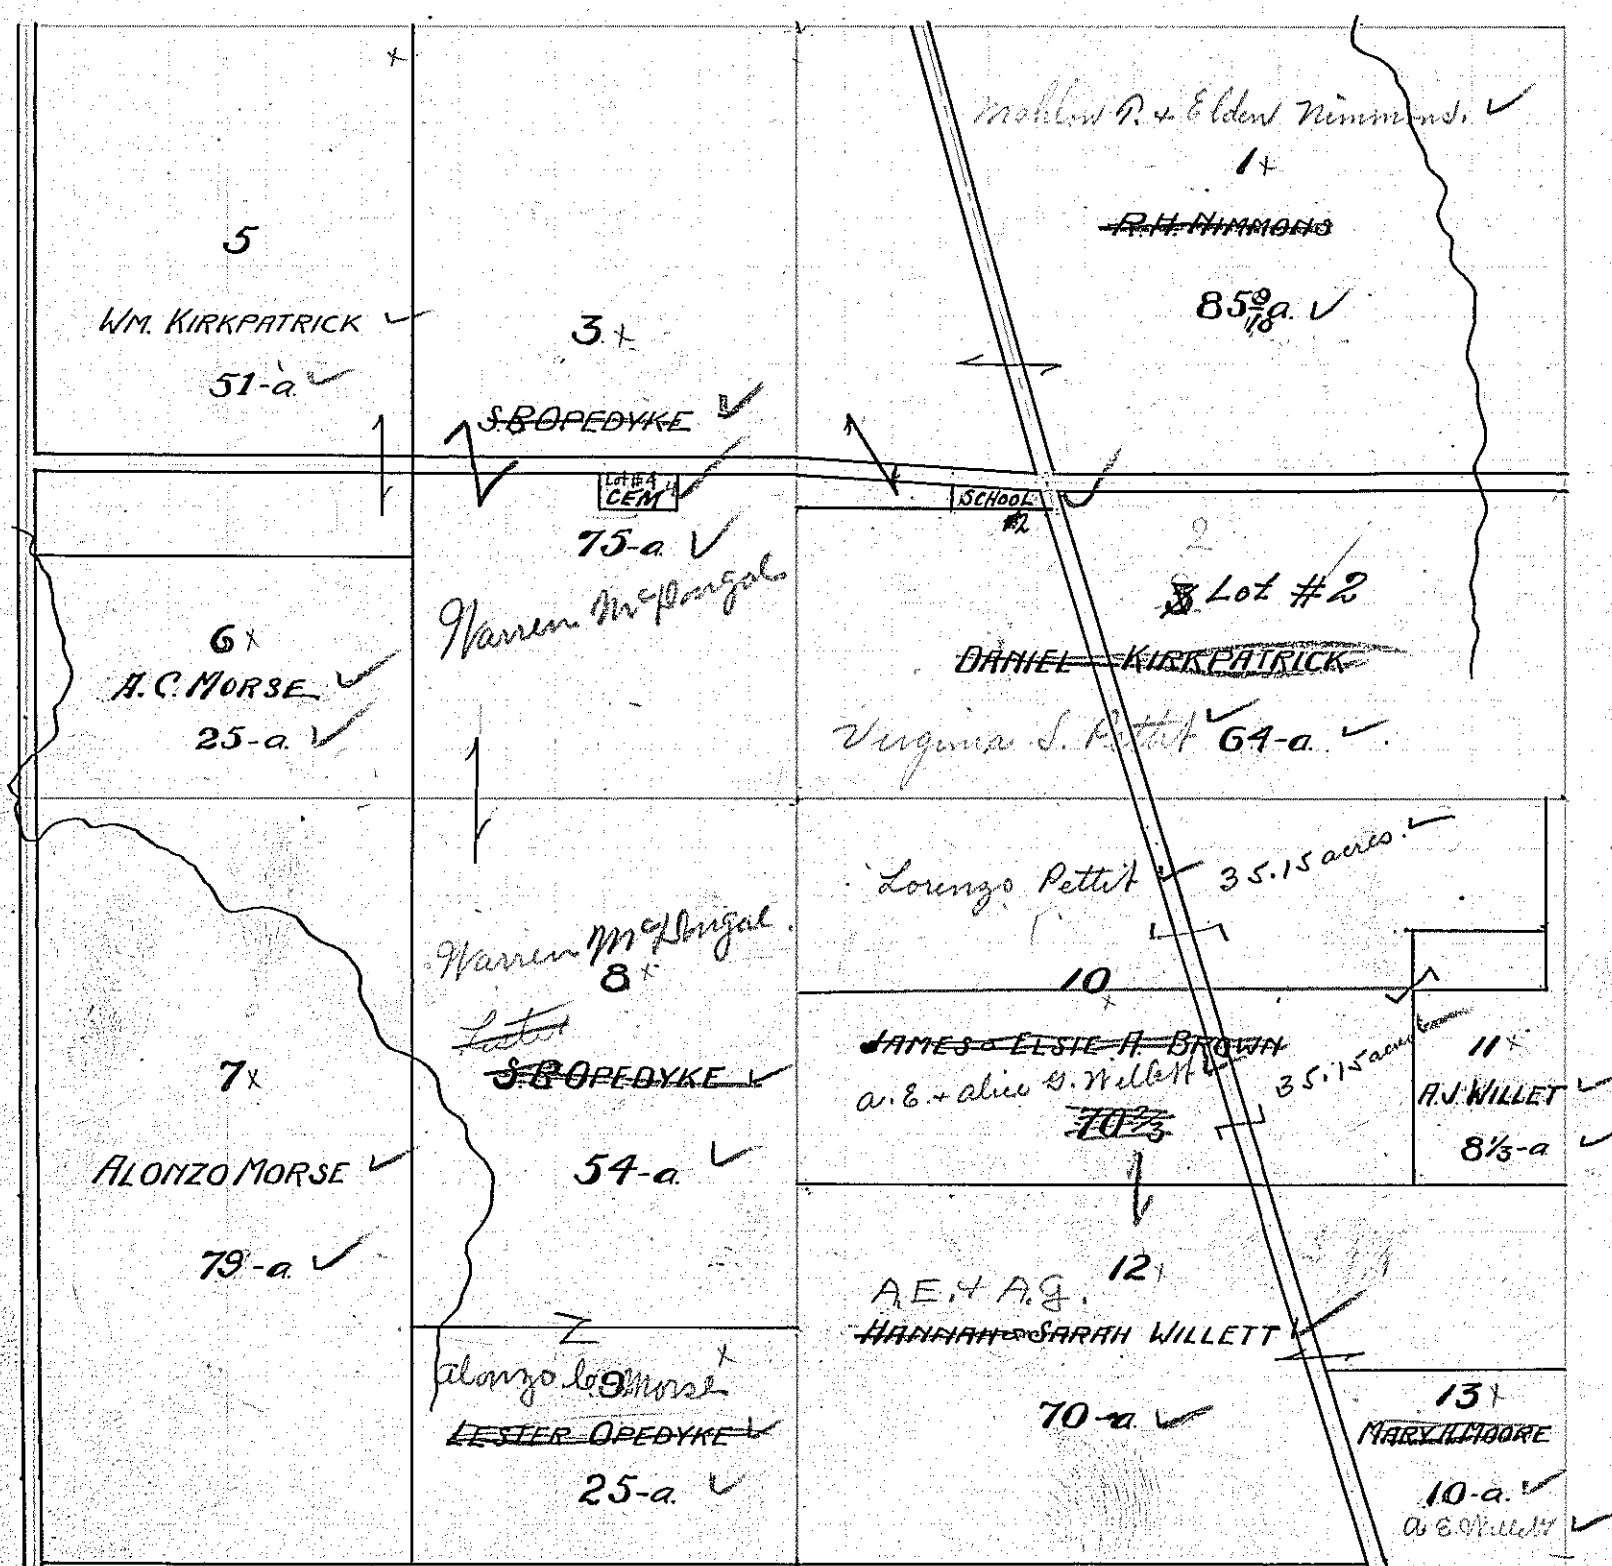 Mahlon P. & Elden Nimmons.
1
R.H. NIMMONS
85 9/10 a.
5
WM. KIRKPATRICK
51-a.
3
S.B. OPEDYKE
Lot #4
CEM
75-a
Warren McDougal
SCHOOL
#2
2
Lot #2
DANIEL KIRKPATRICK
Virginia S. Pettit 64-a.
6
A.C. MORSE
25-a.
Lorenzo Pettit 35.15 acres.
Warren McDougal.
8
Lester
S.B. OPEDYKE
54-a.
10
JAMES & ELSIE A. BROWN
A.E. + Alice G. Willett 35.15 acres
70 2/3
11
A.J. WILLET
8 1/3-a
7
ALONZO MORSE
79-a
12
A.E. & A.G.
HANNAH & SARAH WILLETT
70-a.
Alonzo C. Morse
9
LESTER OPEDYKE
25-a.
13
MARY A. MOORE
10-a.
A E Willett